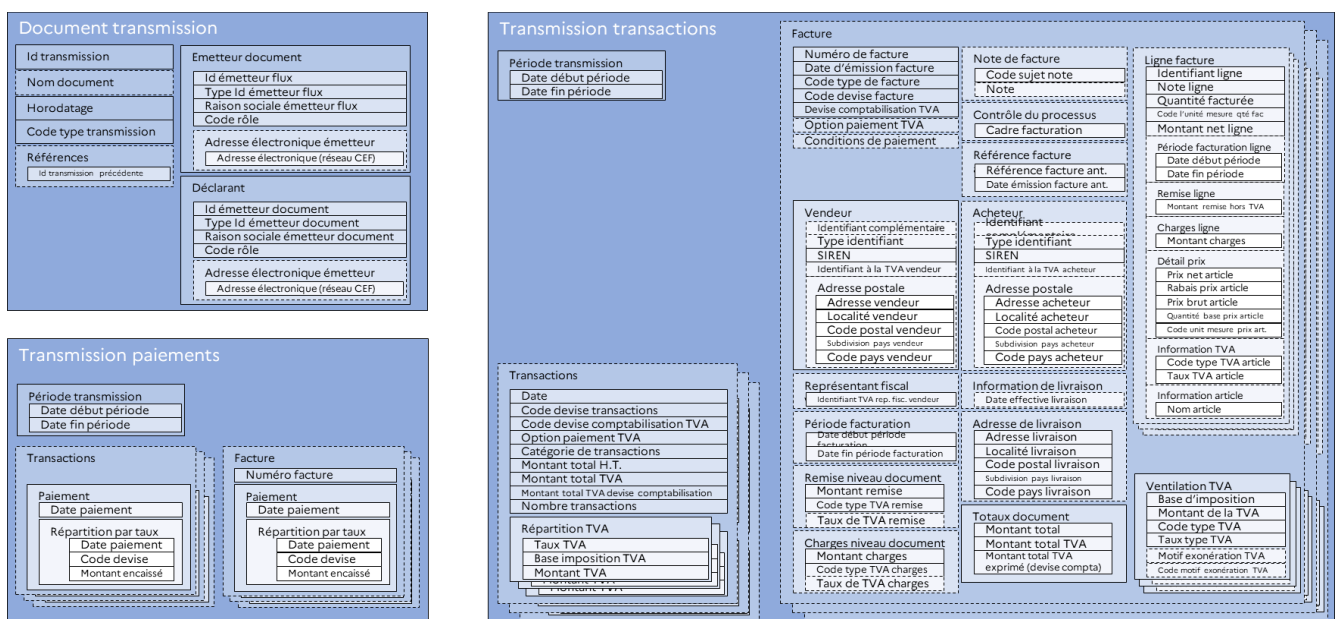 Document transmission
Id transmission
Nom document
Horodatage
Code type transmission
Références
Id transmission précédente
Emetteur document
Id émetteur flux
Type Id émetteur flux
Raison sociale émetteur flux
Code rôle
Adresse électronique émetteur
Adresse électronique (réseau CEF)
Déclarant
Id émetteur document
Type Id émetteur document
Raison sociale émetteur document
Code rôle
Adresse électronique émetteur
Adresse électronique (réseau CEF)
Transmission paiements
Période transmission
Date début période
Date fin période
Transactions
Paiement
Date paiement
Répartition par taux
Date paiement
Code devise
Montant encaissé
Facture
Numéro facture
Paiement
Date paiement
Répartition par taux
Date paiement
Code devise
Montant encaissé
Transmission transactions
Période transmission
Date début période
Date fin période
Transactions
Date
Code devise transactions
Code devise comptabilisation TVA
Option paiement TVA
Catégorie de transactions
Montant total H.T.
Montant total TVA
Montant total TVA devise comptabilisation
Nombre transactions
Répartition TVA
Taux TVA
Base imposition TVA
Montant TVA
Montant TVA
Facture
Numéro de facture
Date d'émission facture
Code type de facture
Code devise facture
Devise comptabilisation TVA
Option paiement TVA
Conditions de paiement
Note de facture
Code sujet note
Note
Contrôle du processus
Cadre facturation
Référence facture
Référence facture ant.
Date émission facture ant.
Vendeur
Identifiant complémentaire
Type identifiant
SIREN
Identifiant à la TVA vendeur
Adresse postale
Adresse vendeur
Localité vendeur
Code postal vendeur
Subdivision pays vendeur
Code pays vendeur
Acheteur
Identifiant
complémentaire
Type identifiant
SIREN
Identifiant à la TVA acheteur
Adresse postale
Adresse acheteur
Localité acheteur
Code postal acheteur
Subdivision pays acheteur
Code pays acheteur
Représentant fiscal
Identifiant TVA rep. fisc. vendeur
Information de livraison
Date effective livraison
Période facturation
Date début période
facturation
Date fin période facturation
Adresse de livraison
Adresse livraison
Localité livraison
Code postal livraison
Subdivision pays livraison
Code pays livraison
Remise niveau document
Montant remise
Code type TVA remise
Taux de TVA remise
Charges niveau document
Montant charges
Code type TVA charges
Taux de TVA charges
Totaux document
Montant total
Montant total TVA
Montant total TVA
exprimé (devise compta)
Ligne facture
Identifiant ligne
Note ligne
Quantité facturée
Code l'unité mesure qté fac
Montant net ligne
Période facturation ligne
Date début période
Date fin période
Remise ligne
Montant remise hors TVA
Charges ligne
Montant charges
Détail prix
Prix net article
Rabais prix article
Prix brut article
Quantité base prix article
Code unit mesure prix art.
Information TVA
Code type TVA article
Taux TVA article
Information article
Nom article
Ventilation TVA
Base d'imposition
Montant de la TVA
Code type TVA
Taux type TVA
Motif exonération TVA
Code motif exonération TVA